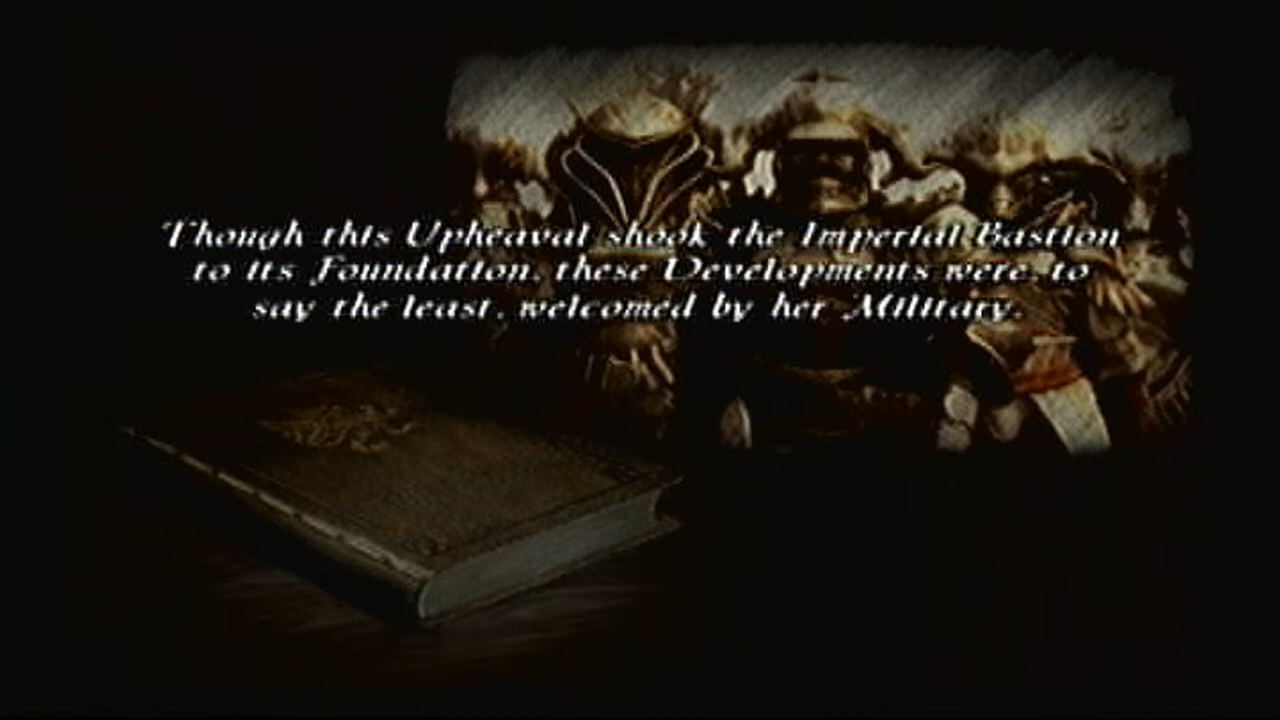 Though this Upheaval shook the Imperial Bastion
to its Foundation, these Developments were, to
say the least, welcomed by her Military.